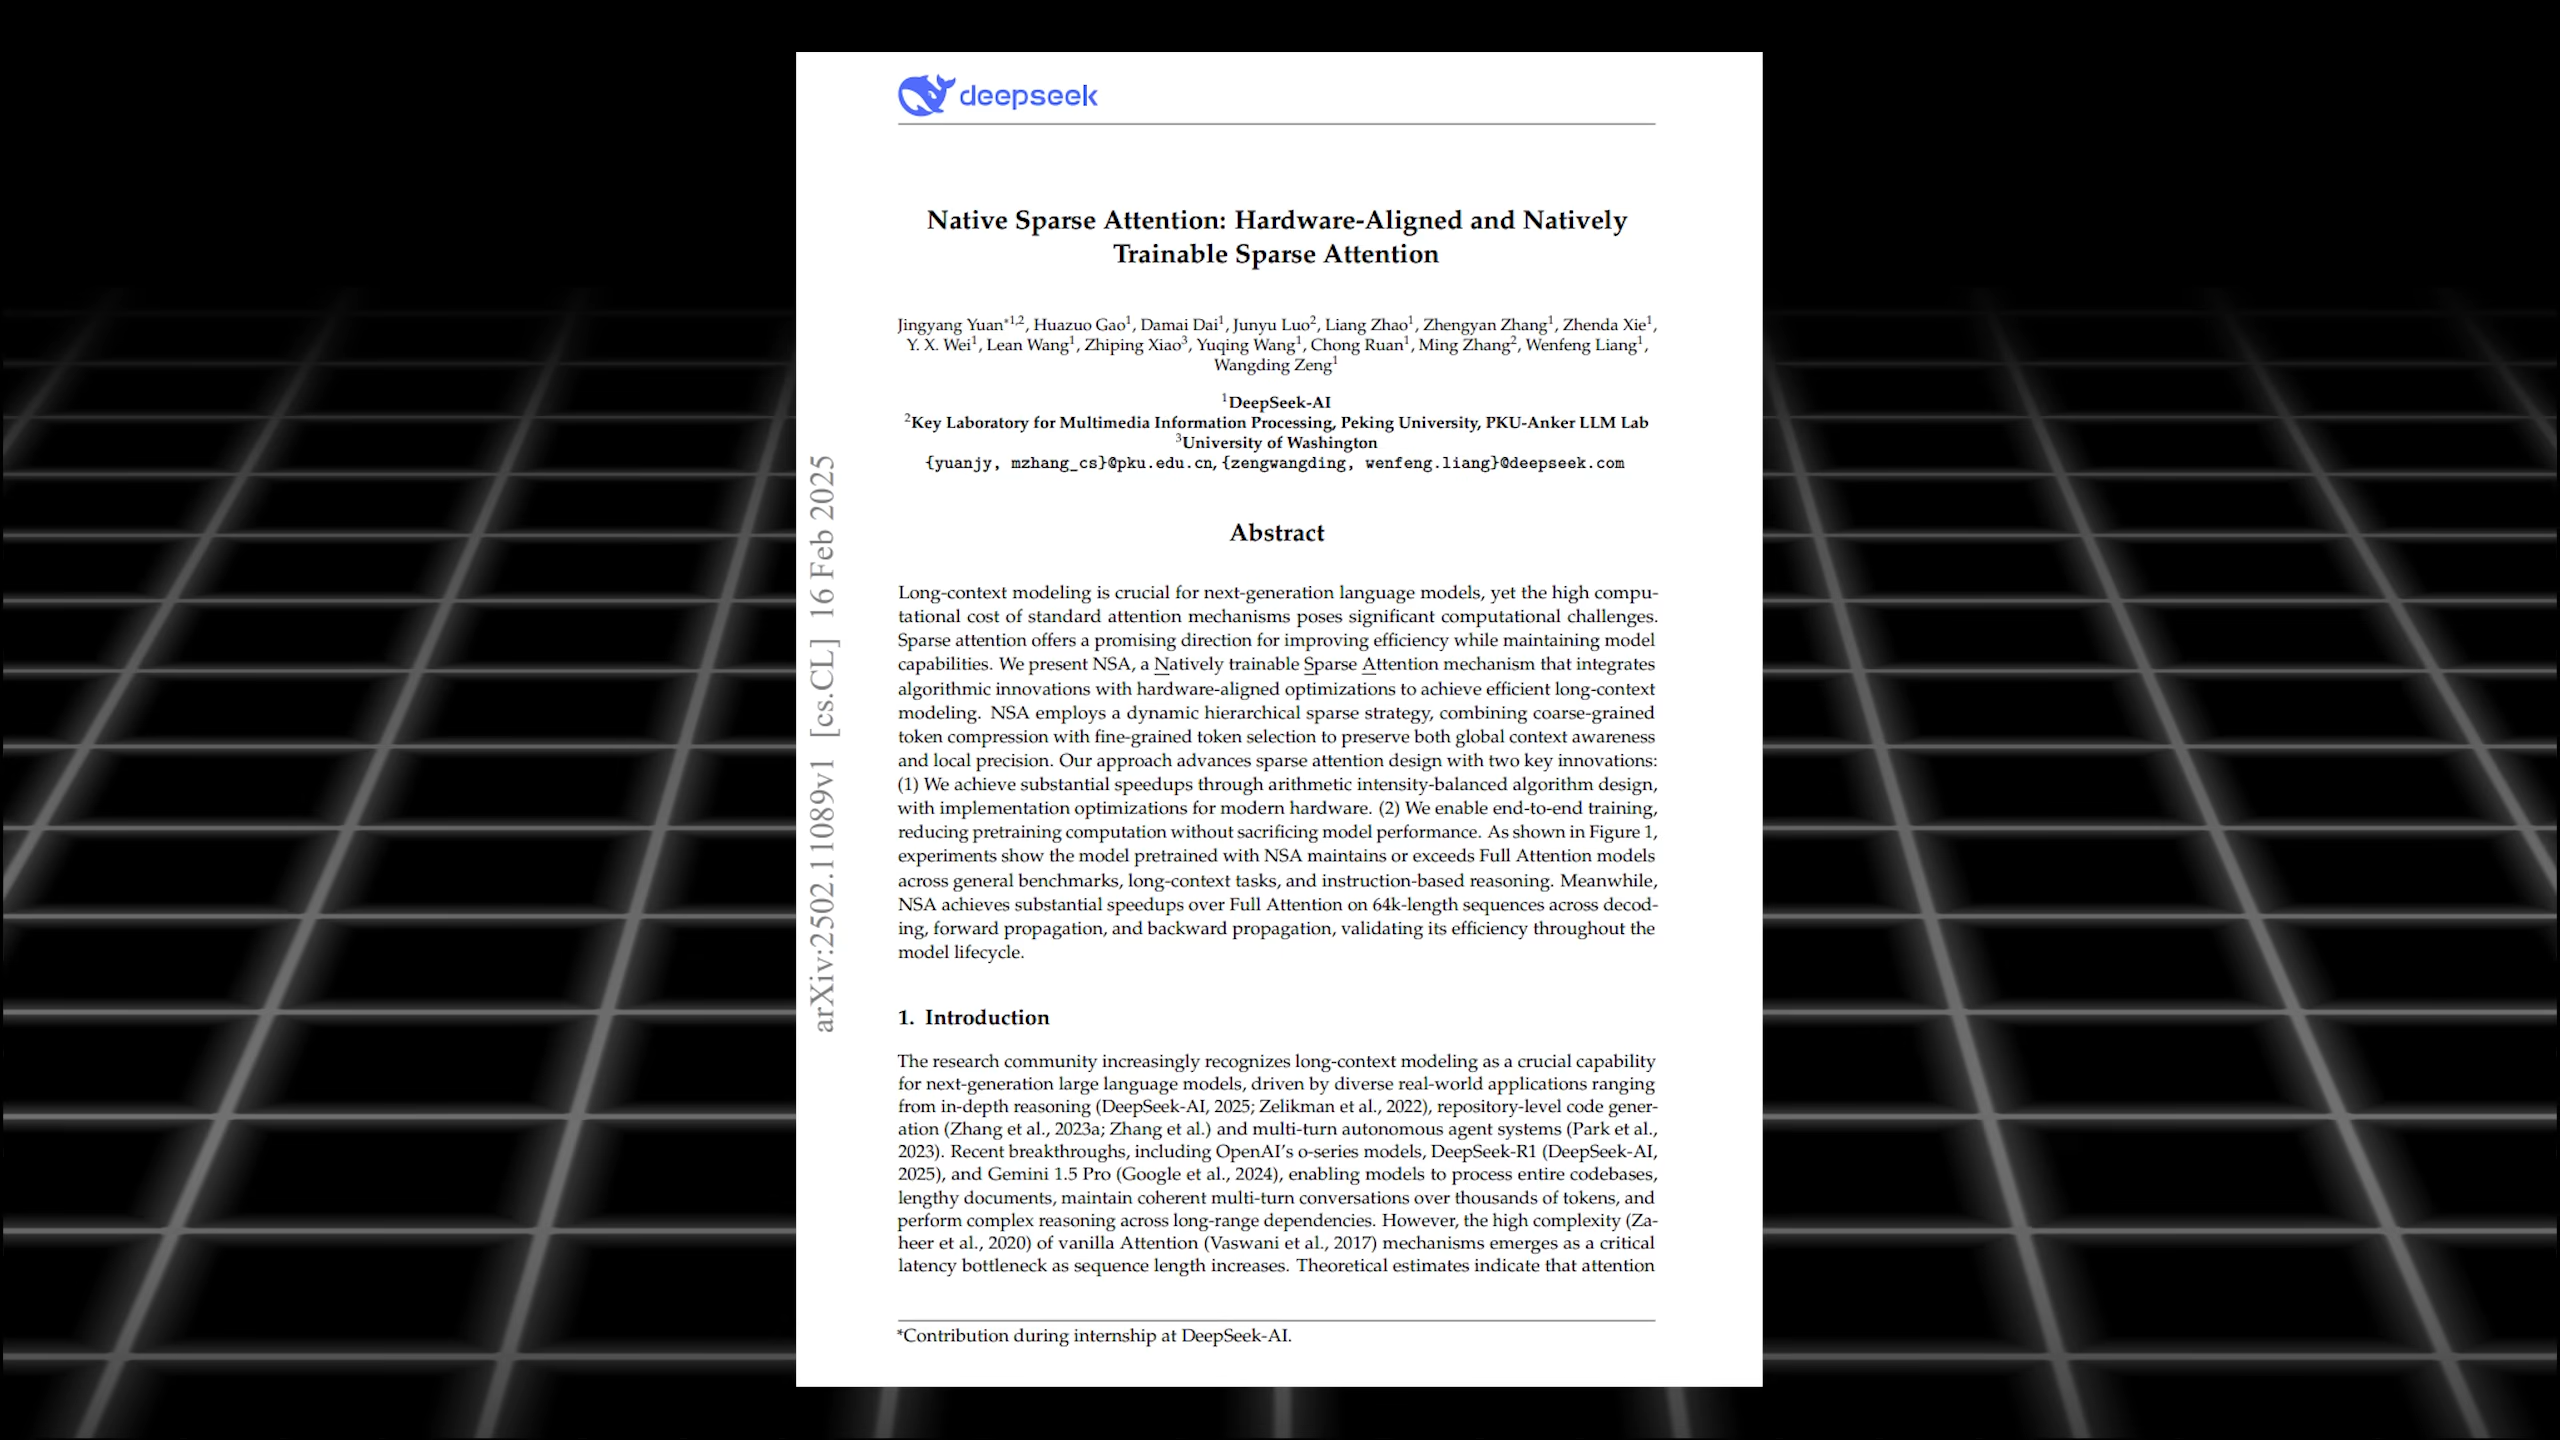 deepseek
Native Sparse Attention: Hardware-Aligned and Natively
Trainable Sparse Attention
Jingyang Yuan*1,2, Huazuo Gao1, Damai Dai1, Junyu Luo2, Liang Zhao1, Zhengyan Zhang1, Zhenda Xie1,
Y. X. Wei1, Lean Wang1, Zhiping Xiao3, Yuqing Wang1, Chong Ruan1, Ming Zhang2, Wenfeng Liang1,
Wangding Zeng1
1DeepSeek-AI
2Key Laboratory for Multimedia Information Processing, Peking University, PKU-Anker LLM Lab
3University of Washington
{yuanjy, mzhang_cs}@pku.edu.cn, {zengwangding, wenfeng.liang}@deepseek.com
arXiv:2502.11089v1 [cs.CL] 16 Feb 2025
Abstract
Long-context modeling is crucial for next-generation language models, yet the high compu-
tational cost of standard attention mechanisms poses significant computational challenges.
Sparse attention offers a promising direction for improving efficiency while maintaining model
capabilities. We present NSA, a Natively trainable Sparse Attention mechanism that integrates
algorithmic innovations with hardware-aligned optimizations to achieve efficient long-context
modeling. NSA employs a dynamic hierarchical sparse strategy, combining coarse-grained
token compression with fine-grained token selection to preserve both global context awareness
and local precision. Our approach advances sparse attention design with two key innovations:
(1) We achieve substantial speedups through arithmetic intensity-balanced algorithm design,
with implementation optimizations for modern hardware. (2) We enable end-to-end training,
reducing pretraining computation without sacrificing model performance. As shown in Figure 1,
experiments show the model pretrained with NSA maintains or exceeds Full Attention models
across general benchmarks, long-context tasks, and instruction-based reasoning. Meanwhile,
NSA achieves substantial speedups over Full Attention on 64k-length sequences across decod-
ing, forward propagation, and backward propagation, validating its efficiency throughout the
model lifecycle.
1. Introduction
The research community increasingly recognizes long-context modeling as a crucial capability
for next-generation large language models, driven by diverse real-world applications ranging
from in-depth reasoning (DeepSeek-AI, 2025; Zelikman et al., 2022), repository-level code gener-
ation (Zhang et al., 2023a; Zhang et al.) and multi-turn autonomous agent systems (Park et al.,
2023). Recent breakthroughs, including OpenAI's o-series models, DeepSeek-R1 (DeepSeek-AI,
2025), and Gemini 1.5 Pro (Google et al., 2024), enabling models to process entire codebases,
lengthy documents, maintain coherent multi-turn conversations over thousands of tokens, and
perform complex reasoning across long-range dependencies. However, the high complexity (Za-
heer et al., 2020) of vanilla Attention (Vaswani et al., 2017) mechanisms emerges as a critical
latency bottleneck as sequence length increases. Theoretical estimates indicate that attention
*Contribution during internship at DeepSeek-AI.